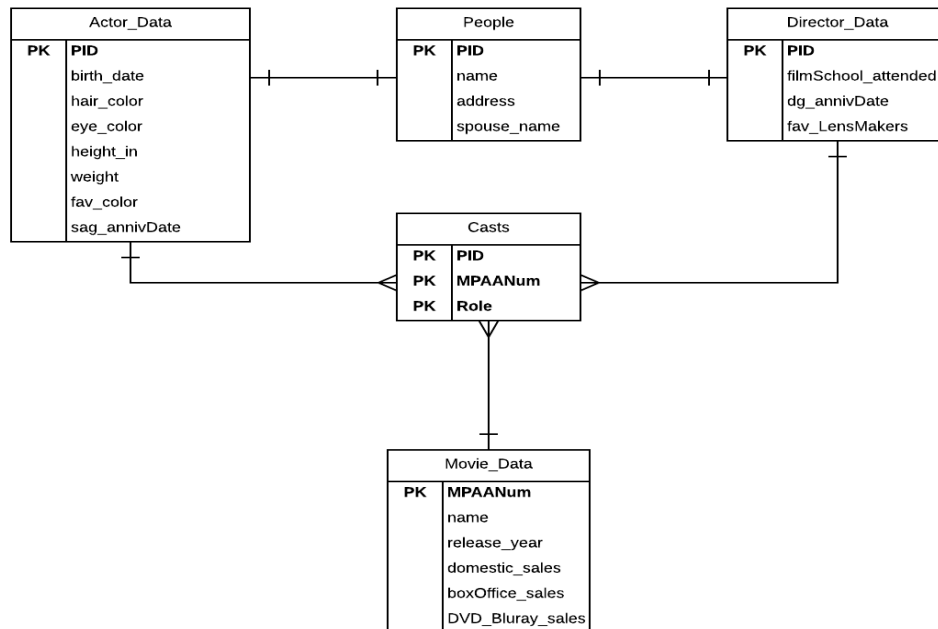 Actor_Data
PK PID
birth_date
hair_color
eye_color
height_in
weight
fav_color
sag_annivDate
People
PK PID
name
address
spouse_name
Director_Data
PK PID
filmSchool_attended
dg_annivDate
fav_LensMakers
Casts
PK PID
PK MPAANum
PK Role
Movie_Data
PK MPAANum
name
release_year
domestic_sales
boxOffice_sales
DVD_Bluray_sales